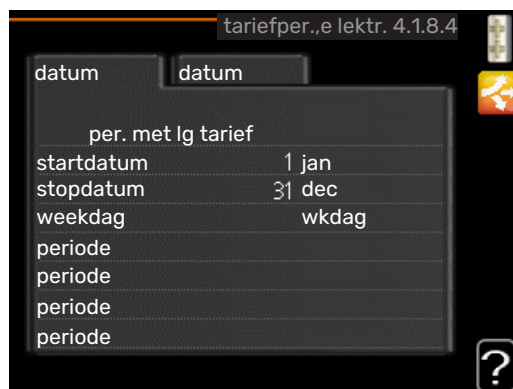 tariefper.,e lektr. 4.1.8.4
datum datum
per. met lg tarief
startdatum 1 jan
stopdatum 31 dec
weekdag wkdag
periode
periode
periode
periode
?